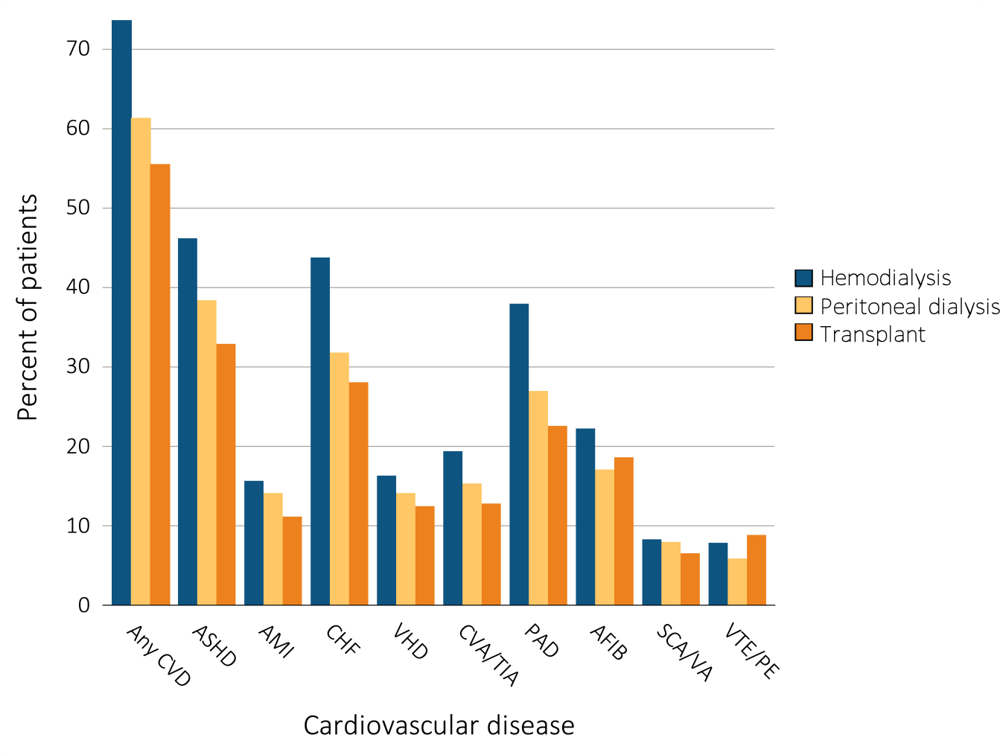 Percent of patients
70
60
50
40
30
20
10
0
Any CVD
ASHD
AMI
CHF
VHD
CVA/TIA
PAD
AFIB
SCA/VA
VTE/PE
Cardiovascular disease
Hemodialysis
Peritoneal dialysis
Transplant